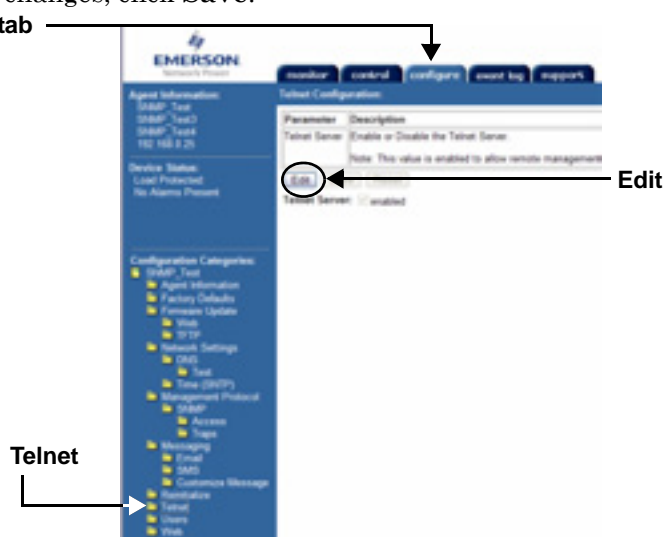 changes, click Save.
tab
EMERSON
Network Power
monitor control configure event log support
Agent Information:
SNMP_Test
SNMP_Test3
SNMP_Test4
192.168.0.25
Device Status:
Load Protected
No Alarms Present
Telnet Configuration:
Parameter Description
Telnet Server Enable or Disable the Telnet Server.
Note: This value is enabled to allow remote management
Edit
Edit
Telnet Server: enabled
Configuration Categories:
SNMP_Test
Agent Information
Factory Defaults
Firmware Update
Web
TFTP
Network Settings
DNS
Test
Time (SNTP)
Management Protocol
SNMP
Access
Traps
Messaging
Email
SMS
Customize Message
Reinitialize
Telnet
Telnet
Users
Web